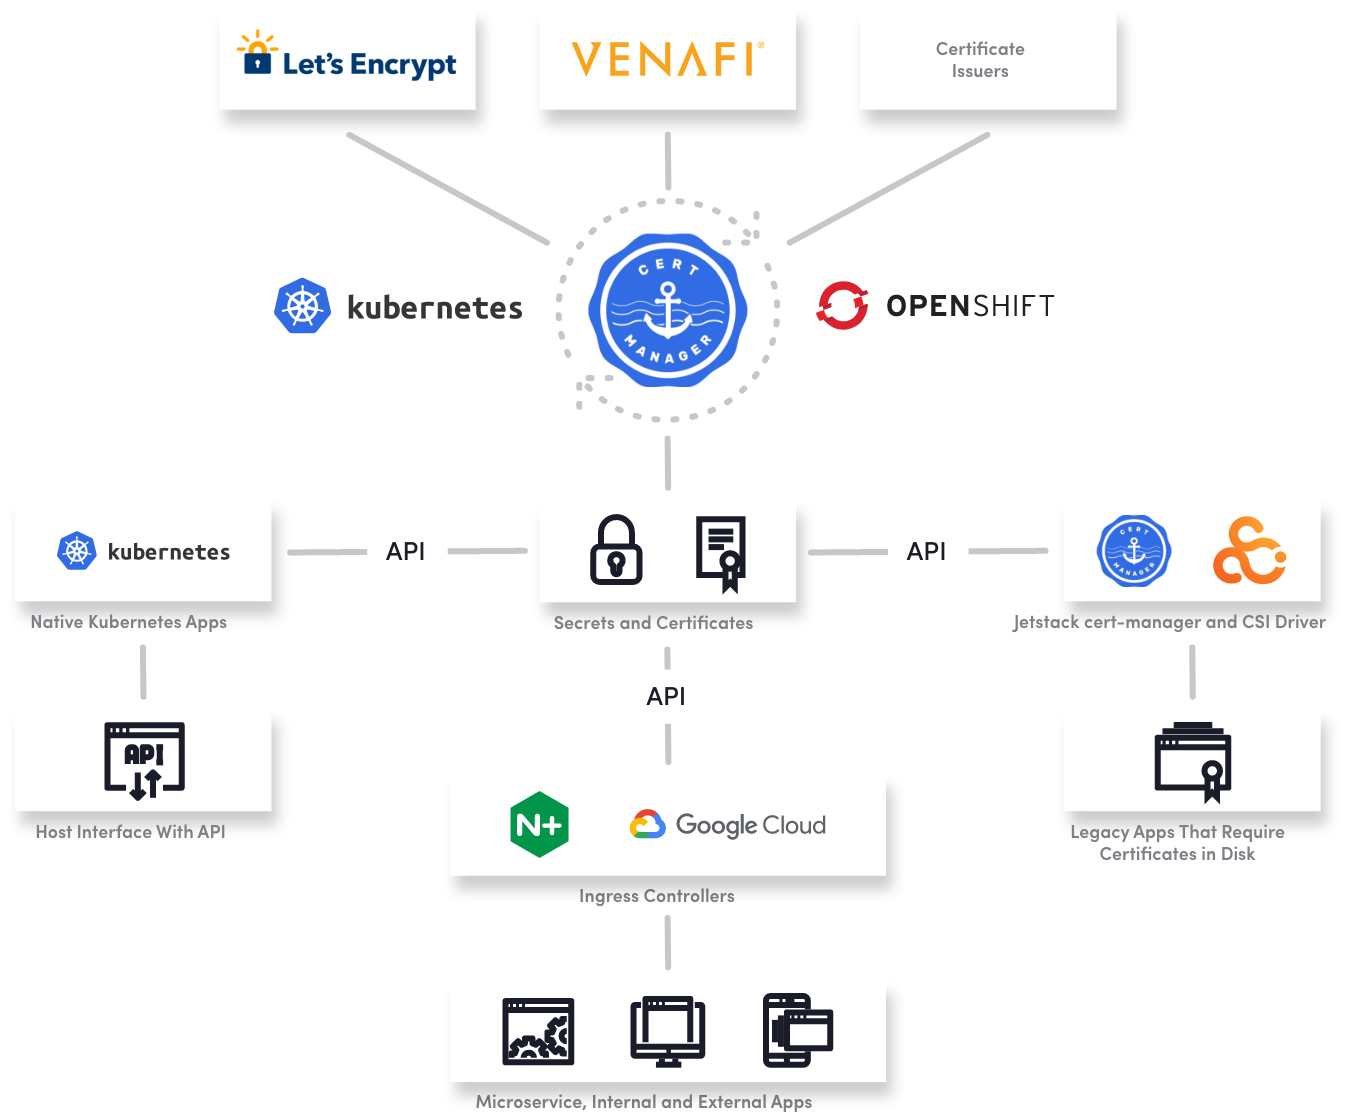 Let's Encrypt
VENAFI®
Certificate
Issuers
kubernetes
CERT
MANAGER
OPENSHIFT
kubernetes
API
API
CERT
MANAGER
Native Kubernetes Apps
Secrets and Certificates
Jetstack cert-manager and CSI Driver
API
API
Host Interface With API
N+
Google Cloud
Legacy Apps That Require
Certificates in Disk
Ingress Controllers
Microservice, Internal and External Apps